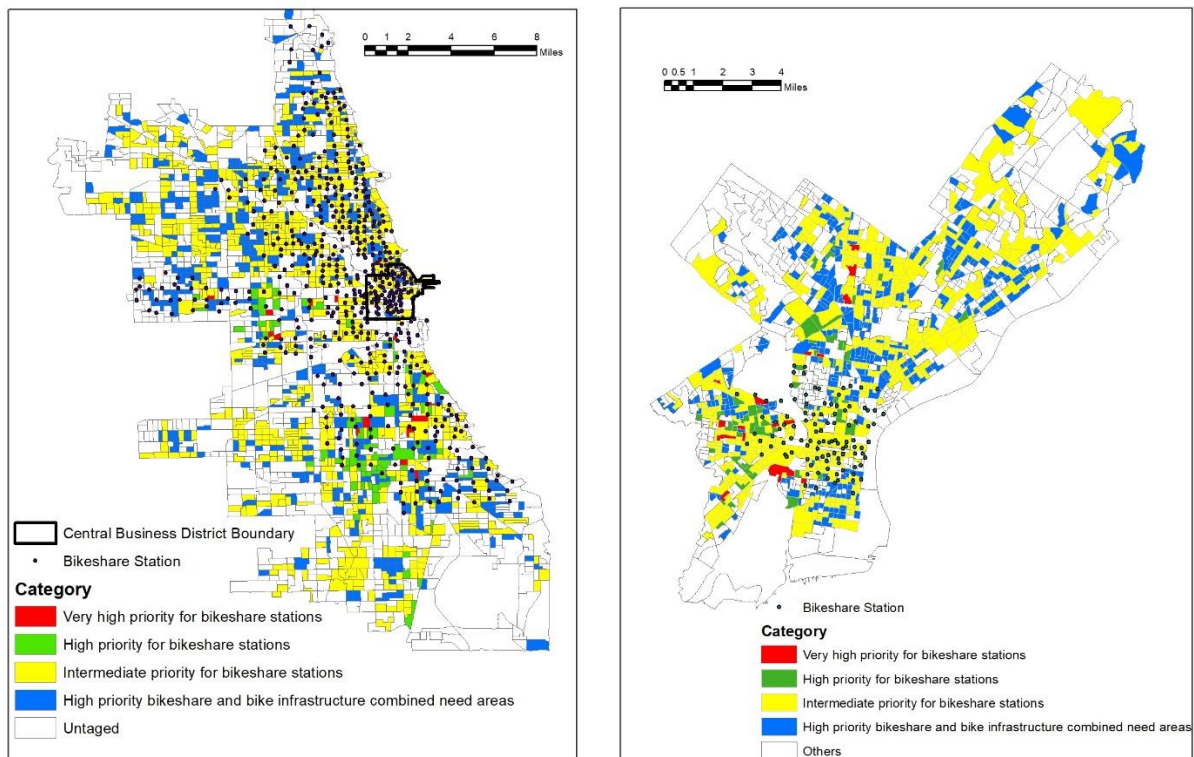 0 1 2 4 6 8
Miles
Central Business District Boundary
Bikeshare Station
Category
Very high priority for bikeshare stations
High priority for bikeshare stations
Intermediate priority for bikeshare stations
High priority bikeshare and bike infrastructure combined need areas
Untaged
0 0.5 1 2 3 4
Miles
Bikeshare Station
Category
Very high priority for bikeshare stations
High priority for bikeshare stations
Intermediate priority for bikeshare stations
High priority bikeshare and bike infrastructure combined need areas
Others